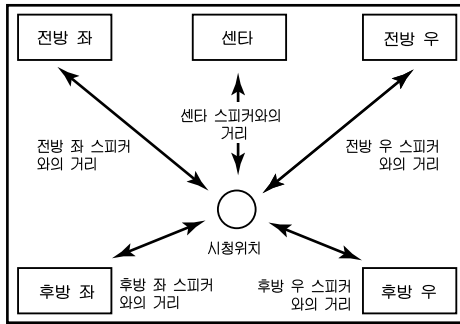 전방 좌
센타
전방 우
센타 스피커와의
거리
전방 좌 스피커
와의 거리
전방 우 스피커
와의 거리
시청위치
후방 좌
후방 좌 스피커
와의 거리
후방 우 스피커
와의 거리
후방 우